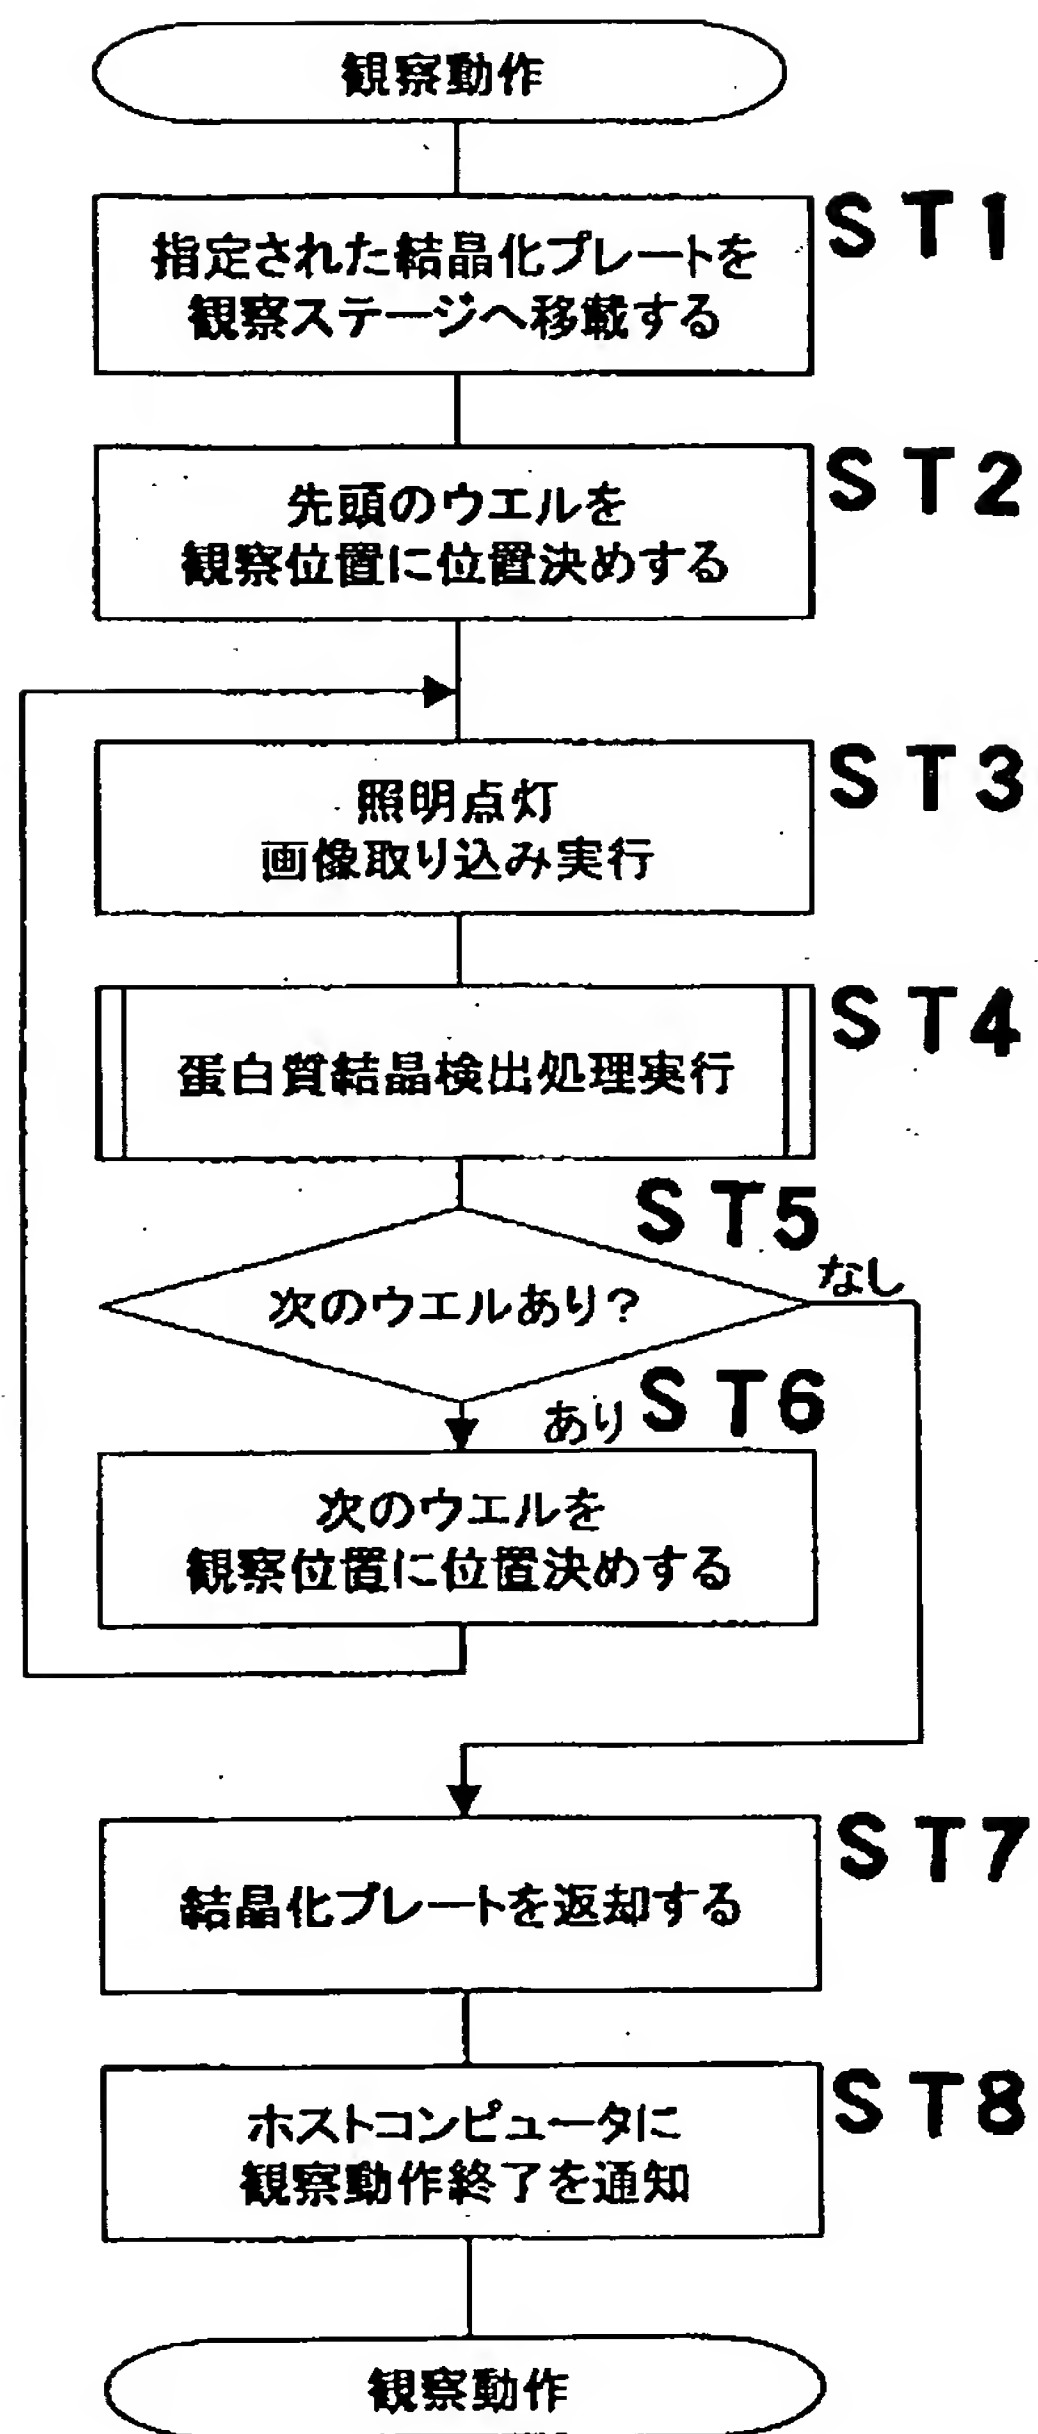 観察動作
ST1
指定された結晶化プレートを
観察ステージへ移載する
ST2
先頭のウエルを
観察位置に位置決めする
ST3
照明点灯
画像取り込み実行
ST4
蛋白質結晶検出処理実行
ST5
次のウエルあり?
なし
あり
ST6
次のウエルを
観察位置に位置決めする
ST7
結晶化プレートを返却する
ST8
ホストコンピュータに
観察動作終了を通知
観察動作